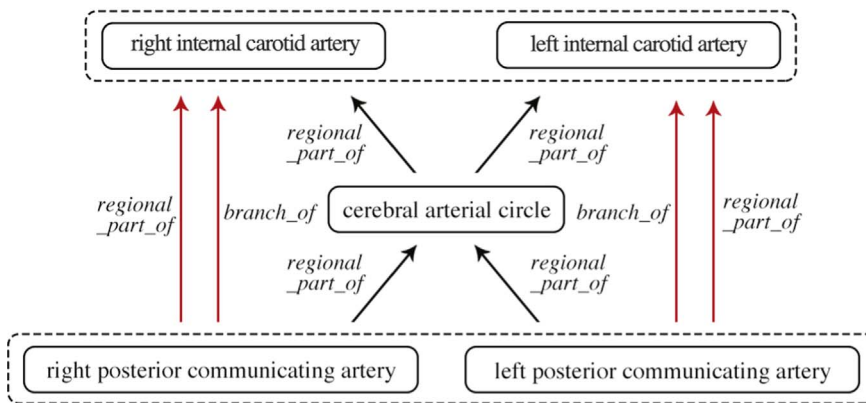 right internal carotid artery
left internal carotid artery
regional
_part_of
regional
_part_of
regional
_part_of
branch_of
cerebral arterial circle
branch_of
regional
_part_of
regional
_part_of
regional
_part_of
right posterior communicating artery
left posterior communicating artery